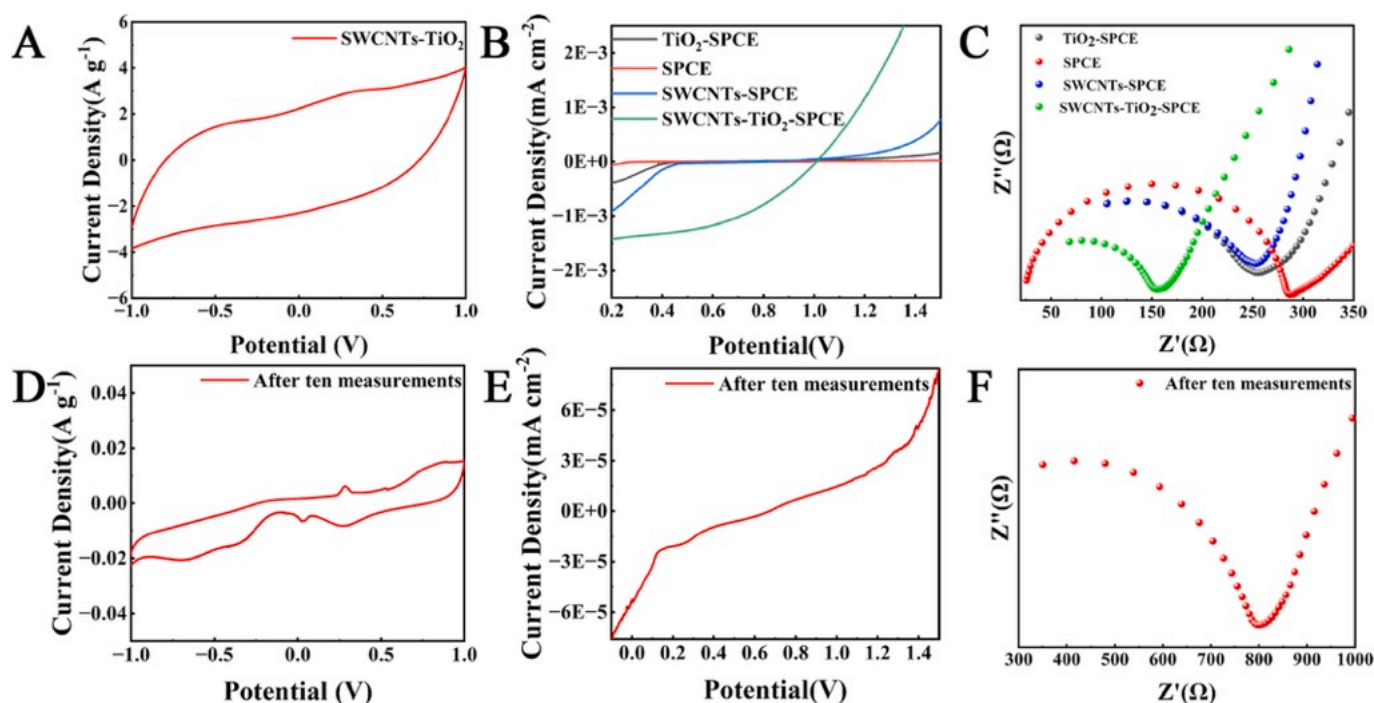 A
SWCNTs-TiO₂
6
4
2
0
−2
−4
−6
Current Density(A g⁻¹)
−1.0
−0.5
0.0
0.5
1.0
Potential (V)
B
TiO₂-SPCE
SPCE
SWCNTs-SPCE
SWCNTs-TiO₂-SPCE
2E−3
1E−3
0E+0
−1E−3
−2E−3
Current Density(mA cm⁻²)
0.2
0.4
0.6
0.8
1.0
1.2
1.4
Potential(V)
C
TiO₂-SPCE
SPCE
SWCNTs-SPCE
SWCNTs-TiO₂-SPCE
Z''(Ω)
50
100
150
200
250
300
350
Z'(Ω)
D
After ten measurements
0.04
0.02
0.00
−0.02
−0.04
Current Density(A g⁻¹)
−1.0
−0.5
0.0
0.5
1.0
Potential (V)
E
After ten measurements
6E−5
3E−5
0E+0
−3E−5
−6E−5
Current Density(mA cm⁻²)
0.0
0.2
0.4
0.6
0.8
1.0
1.2
1.4
Potential(V)
F
After ten measurements
Z''(Ω)
300
400
500
600
700
800
900
1000
Z'(Ω)